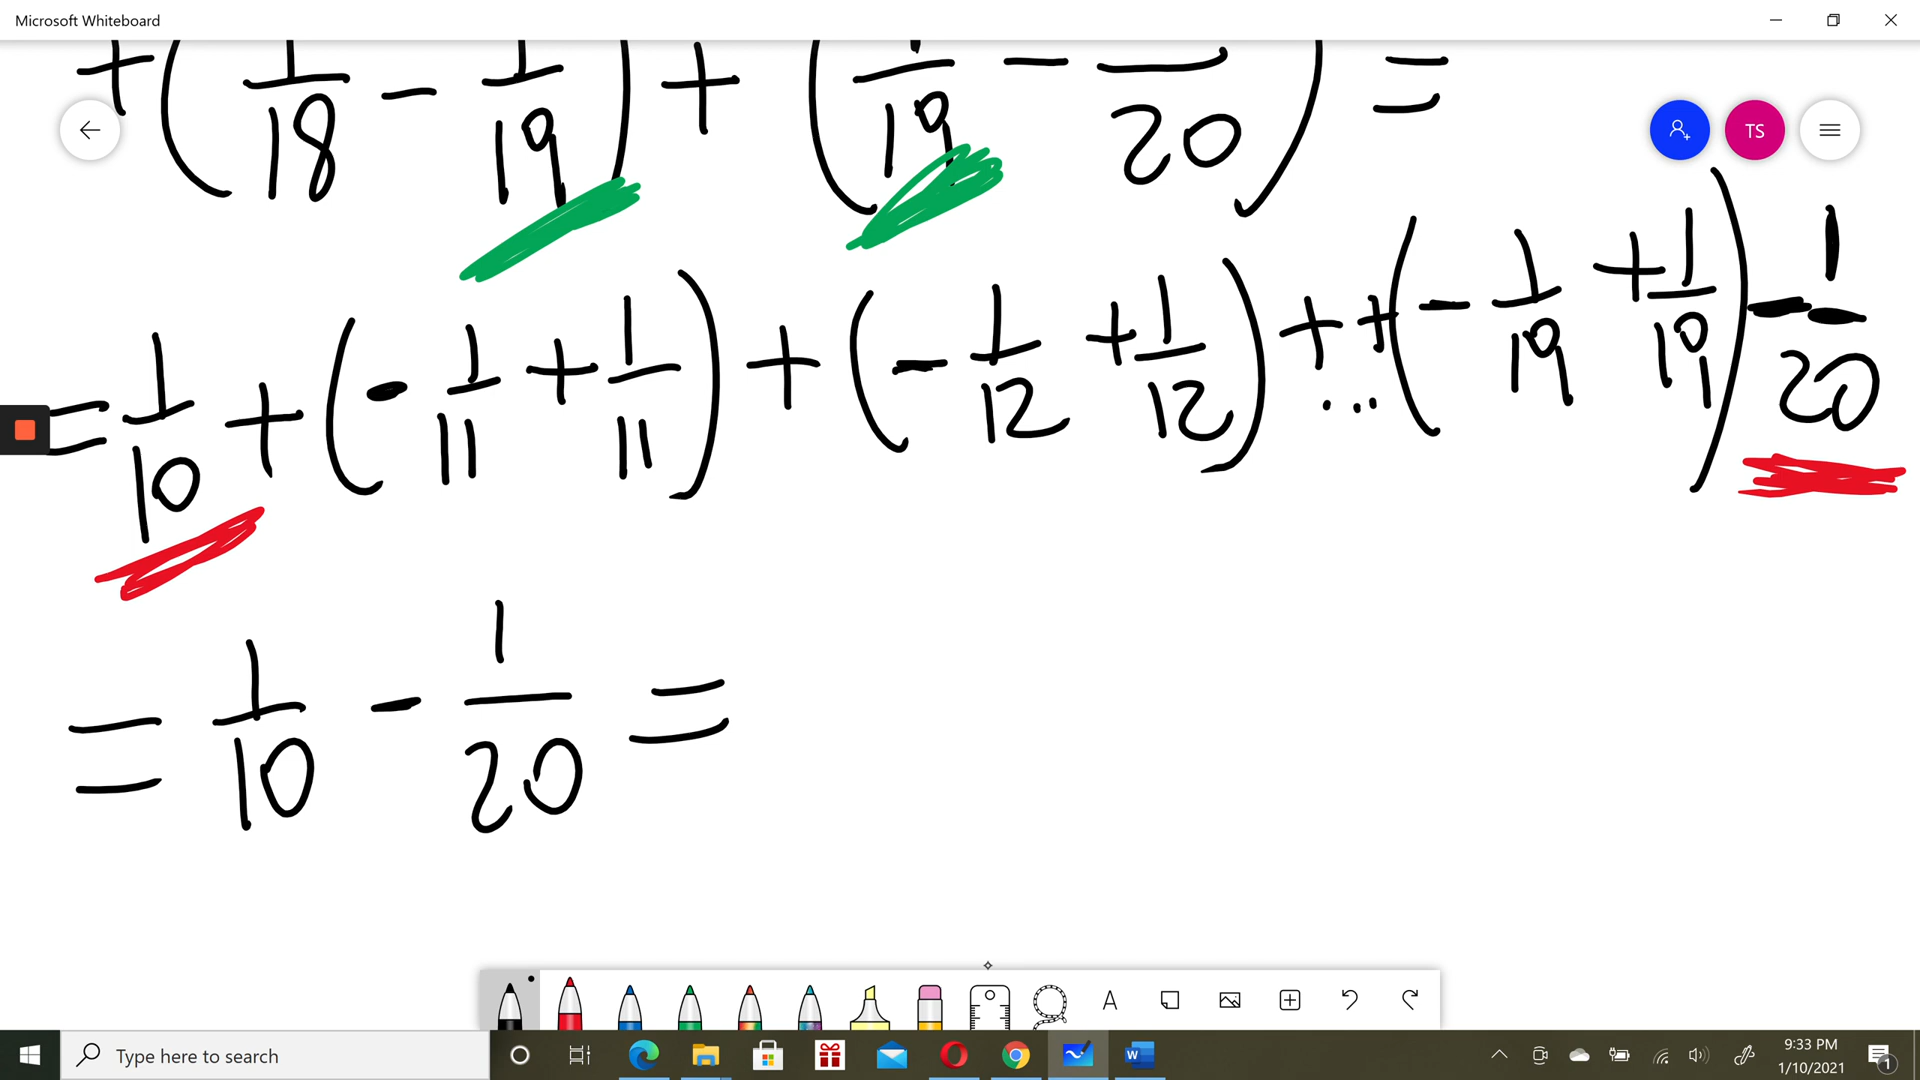 Microsoft Whiteboard
+(1/18 - 1/19) + (1/19 - /20) =
TS
= 1/10 + (- 1/11 + 1/11) + (- 1/12 + 1/12) + ... + (- 1/19 + 1/19) - 1/20
= 1/10 - 1/20 =
A
Type here to search
W
9:33 PM
1/10/2021
1